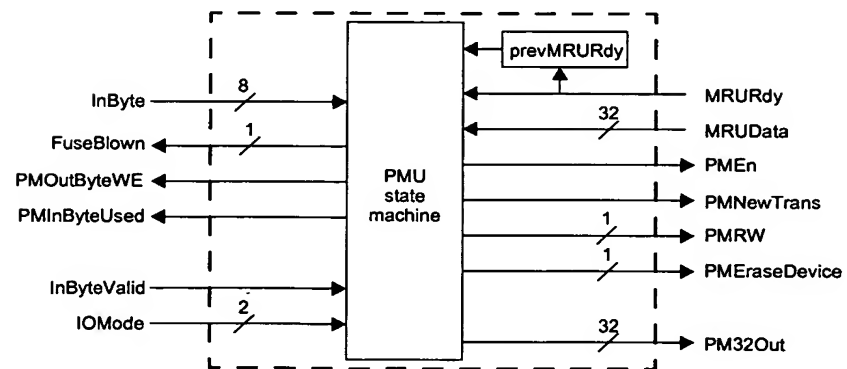 prevMRURdy
InByte
8
MRURdy
FuseBlown
1
32
MRUData
PMOutByteWE
PMU
state
machine
PMEn
PMInByteUsed
PMNewTrans
1
PMRW
1
PMEraseDevice
InByteValid
IOMode
2
32
PM32Out